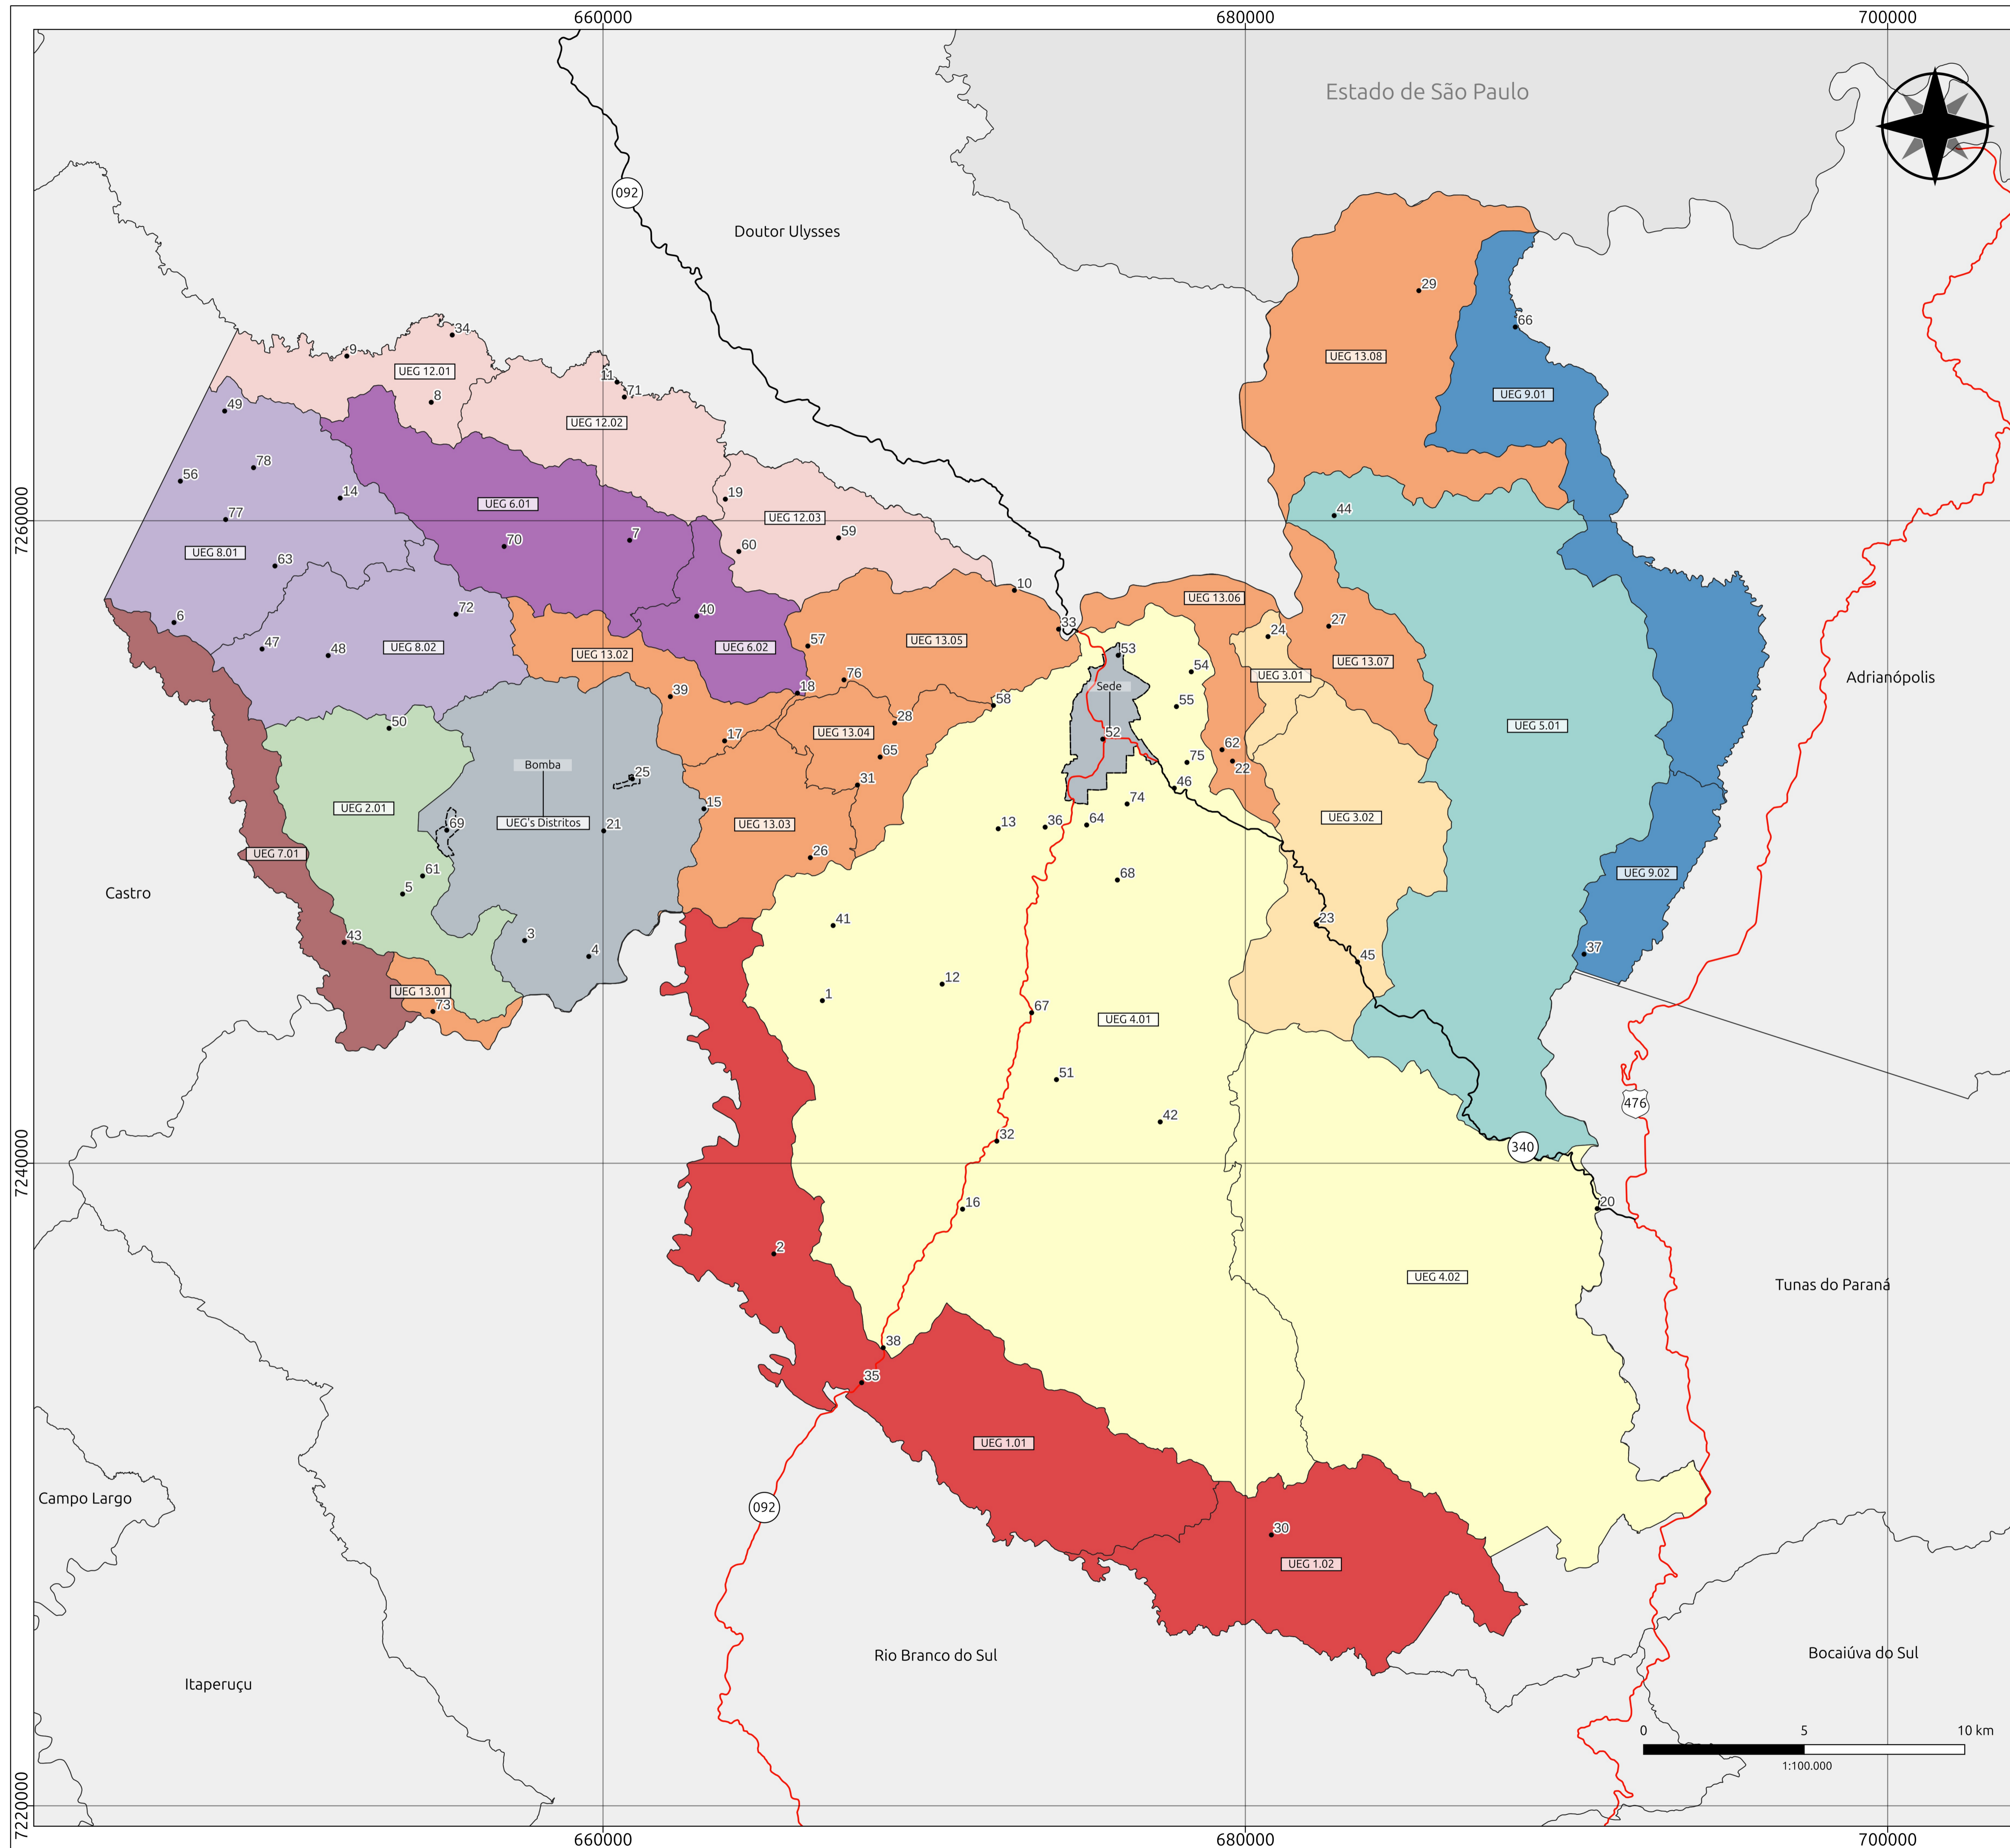 660000
680000
700000
Estado de São Paulo
092
Doutor Ulysses
29
66
34
9
UEG 13.08
UEG 12.01
11
71
8
UEG 9.01
49
UEG 12.02
78
56
14
19
UEG 6.01
44
UEG 12.03
77
7260000
7
59
70
60
UEG 8.01
63
10
UEG 13.06
72
40
6
33
27
24
57
UEG 13.05
47
48
UEG 8.02
UEG 13.02
UEG 6.02
53
UEG 13.07
54
UEG 3.01
76
Adrianópolis
39
18
Sede
58
55
50
28
UEG 5.01
17
UEG 13.04
52
62
65
75
22
Bomba
25
31
46
15
74
UEG 2.01
UEG 3.02
69
UEG's Distritos
21
UEG 13.03
13
36
64
UEG 7.01
26
61
68
UEG 9.02
5
Castro
41
23
43
3
4
37
45
12
UEG 13.01
1
73
67
UEG 4.01
51
476
42
32
340
7240000
16
20
2
UEG 4.02
Tunas do Paraná
38
35
UEG 1.01
Campo Largo
092
30
UEG 1.02
Rio Branco do Sul
Bocaiúva do Sul
Itaperuçu
0
5
10 km
1:100.000
7220000
660000
680000
700000